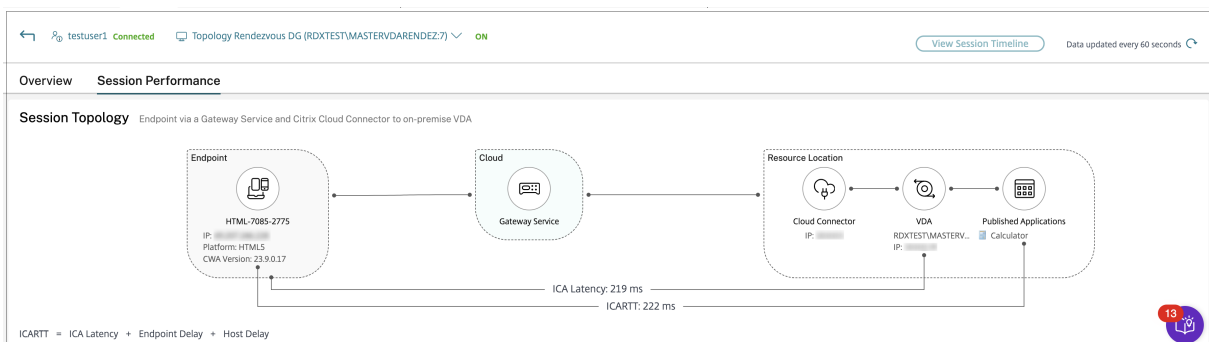 testuser1 Connected Topology Rendezvous DG (RDXTEST\MASTERVDARENDEZ:7) ON
View Session Timeline Data updated every 60 seconds
Overview Session Performance
Session Topology Endpoint via a Gateway Service and Citrix Cloud Connector to on-premise VDA
Endpoint
HTML-7085-2775
IP:
Platform: HTML5
CWA Version: 23.9.0.17
Cloud
Gateway Service
Resource Location
Cloud Connector
IP:
VDA
RDXTEST\MASTERV...
IP:
Published Applications
Calculator
ICA Latency: 219 ms
ICARTT: 222 ms
ICARTT = ICA Latency + Endpoint Delay + Host Delay
13